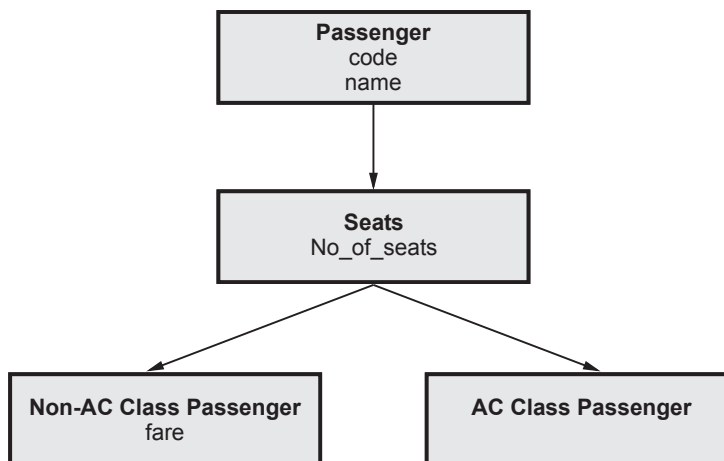 Passenger
code
name
Seats
No_of_seats
Non-AC Class Passenger
fare
AC Class Passenger